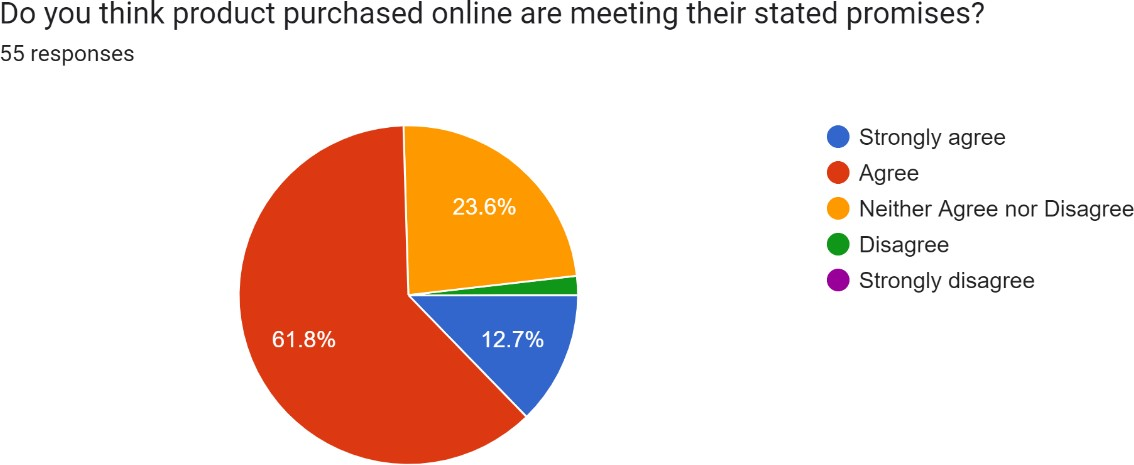 Do you think product purchased online are meeting their stated promises?
55 responses
Strongly agree
Agree
Neither Agree nor Disagree
Disagree
Strongly disagree
23.6%
61.8%
12.7%